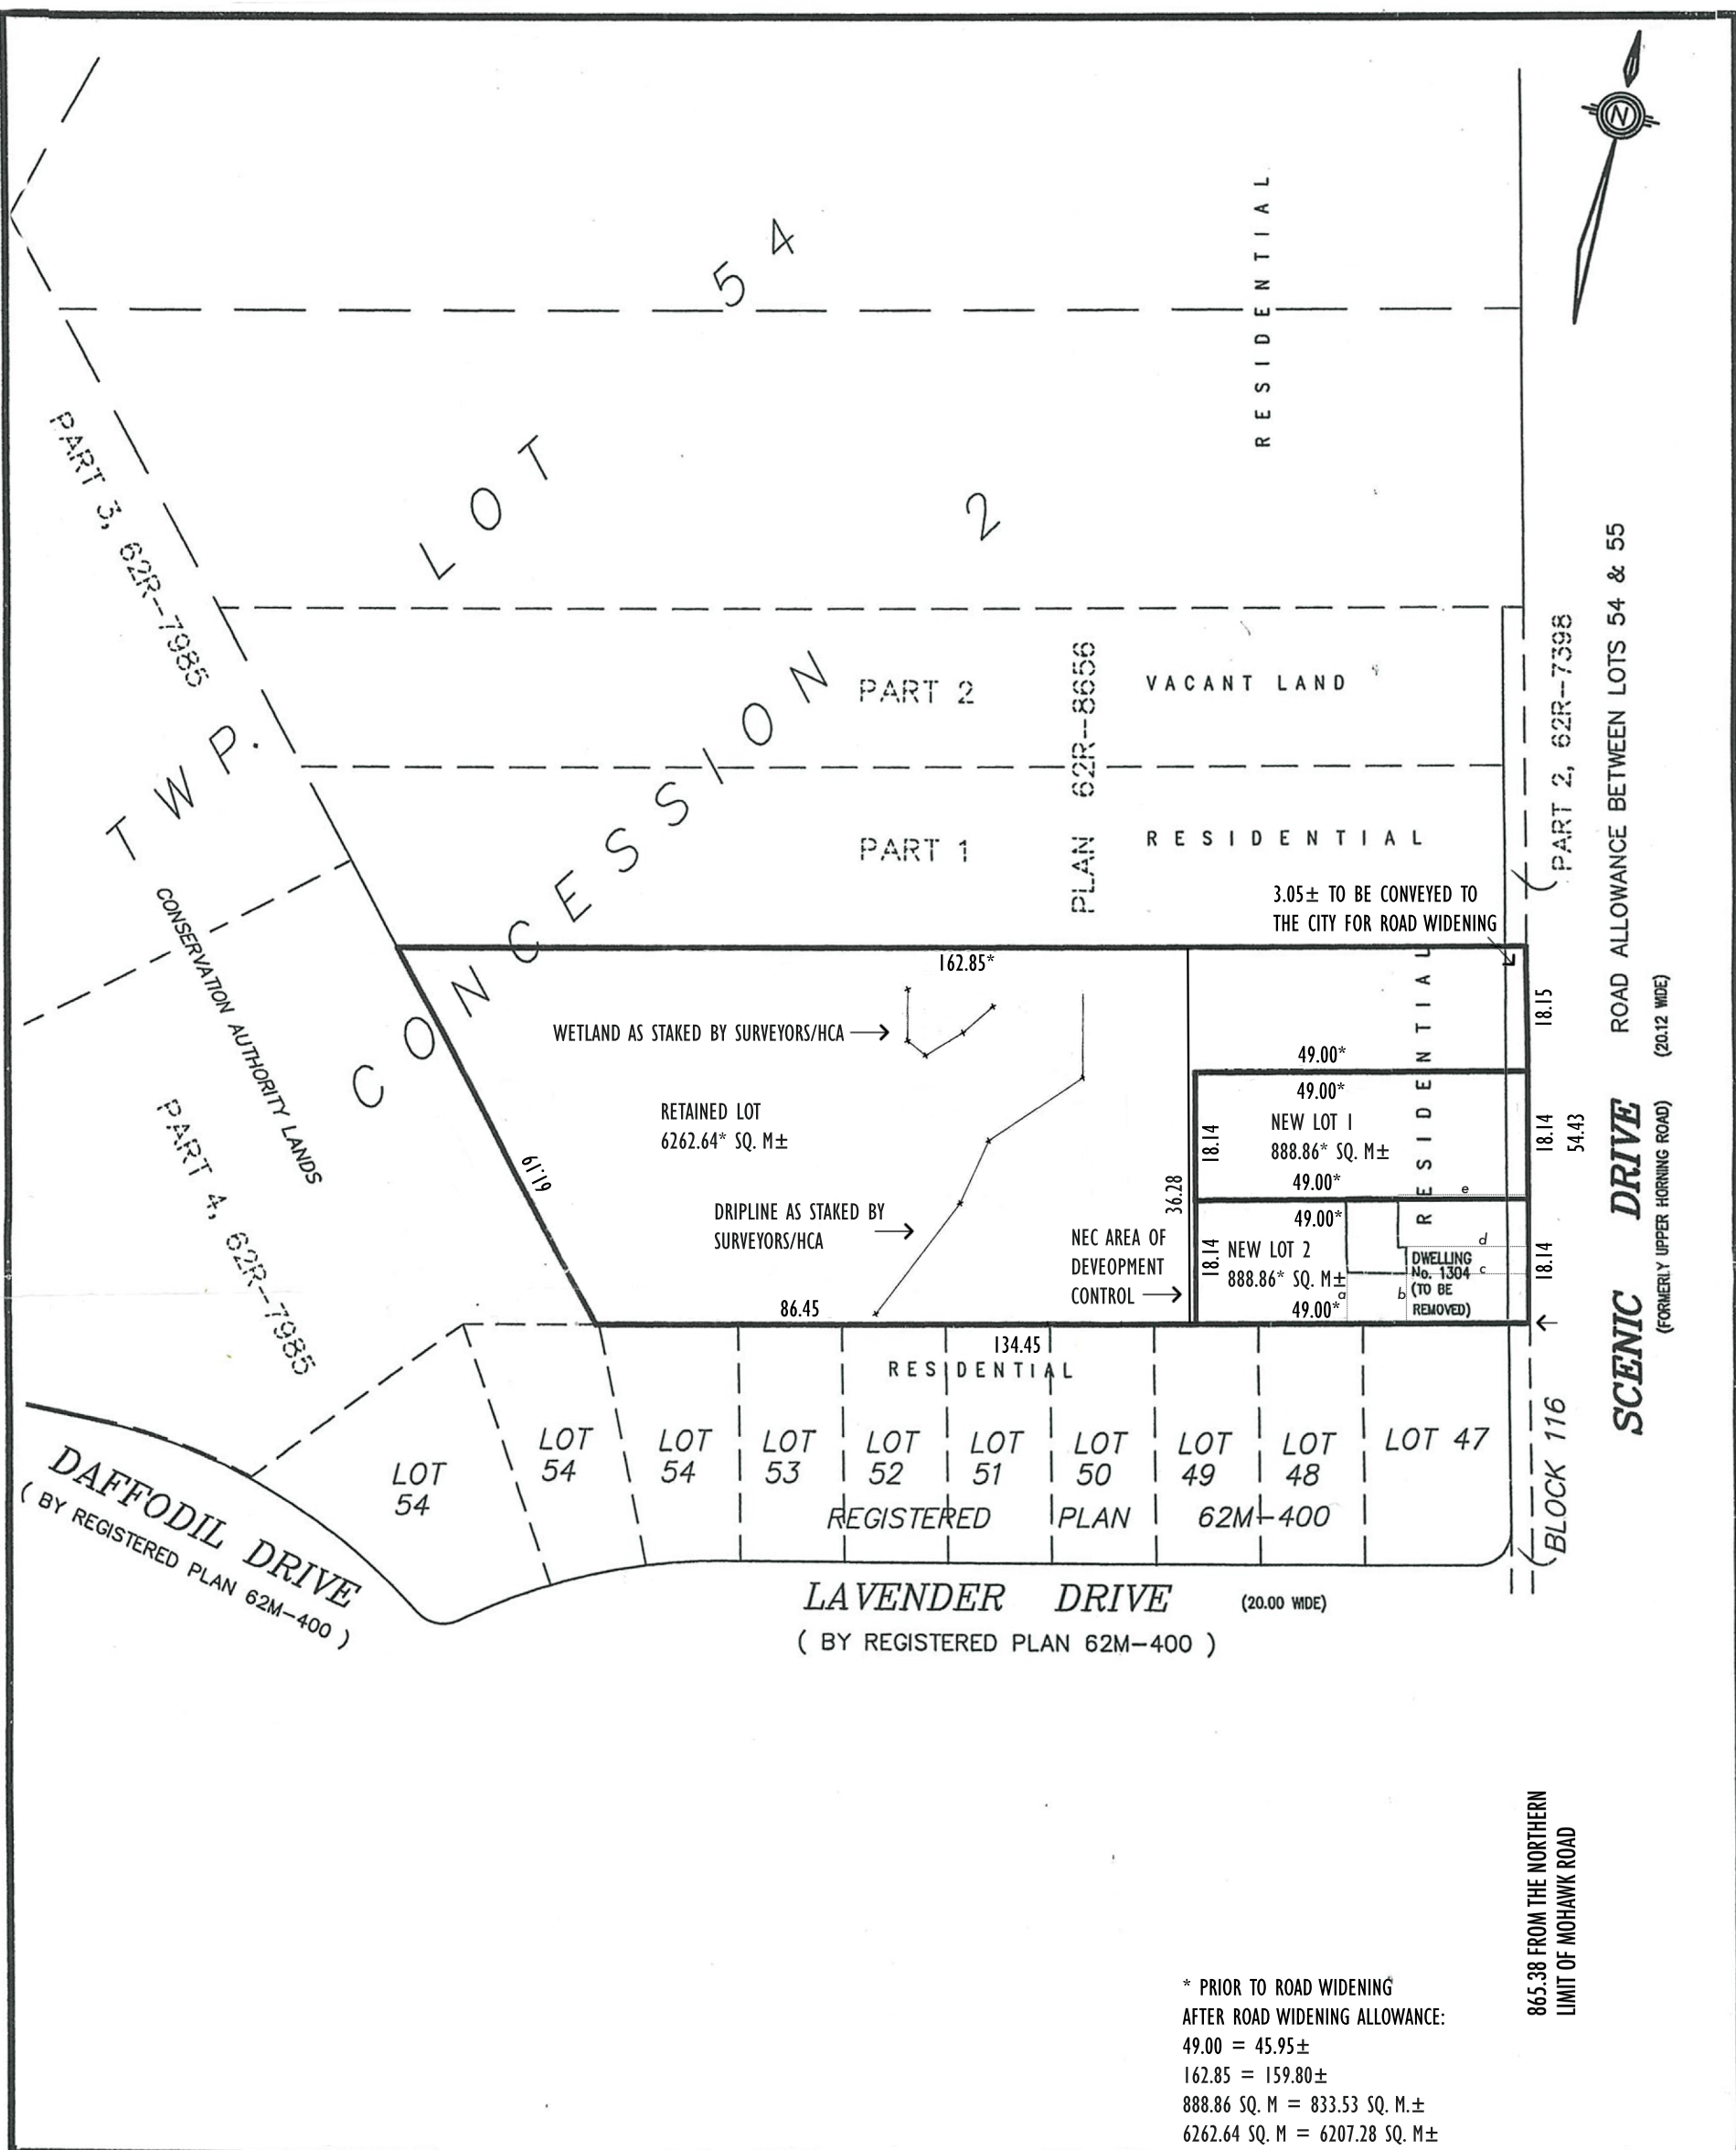 N
RESIDENTIAL
LOT 54
CONCESSION 2
TWP.
PART 3, 62R-7985
CONSERVATION AUTHORITY LANDS
PART 4, 62R-7985
PART 2
PLAN 62R-8656
VACANT LAND
PART 1
RESIDENTIAL
PART 2, 62R-7398
ROAD ALLOWANCE BETWEEN LOTS 54 & 55
(20.12 WIDE)
SCENIC DRIVE
(FORMERLY UPPER HORNING ROAD)
3.05± TO BE CONVEYED TO
THE CITY FOR ROAD WIDENING
162.85*
WETLAND AS STAKED BY SURVEYORS/HCA
RETAINED LOT
6262.64* SQ. M±
61.19
DRIPLINE AS STAKED BY
SURVEYORS/HCA
86.45
134.45
NEC AREA OF
DEVEOPMENT
CONTROL
36.28
RESIDENTIAL
18.15
49.00*
49.00*
NEW LOT 1
888.86* SQ. M±
49.00*
18.14
18.14
54.43
49.00*
NEW LOT 2
888.86* SQ. M±
49.00*
18.14
18.14
a
b
c
d
e
DWELLING
No. 1304
(TO BE
REMOVED)
RESIDENTIAL
LOT
54
LOT
54
LOT
54
LOT
53
LOT
52
LOT
51
LOT
50
LOT
49
LOT
48
LOT 47
REGISTERED PLAN 62M-400
BLOCK 116
DAFFODIL DRIVE
( BY REGISTERED PLAN 62M-400 )
LAVENDER DRIVE
(20.00 WIDE)
( BY REGISTERED PLAN 62M-400 )
865.38 FROM THE NORTHERN
LIMIT OF MOHAWK ROAD
* PRIOR TO ROAD WIDENING
AFTER ROAD WIDENING ALLOWANCE:
49.00 = 45.95±
162.85 = 159.80±
888.86 SQ. M = 833.53 SQ. M.±
6262.64 SQ. M = 6207.28 SQ. M±